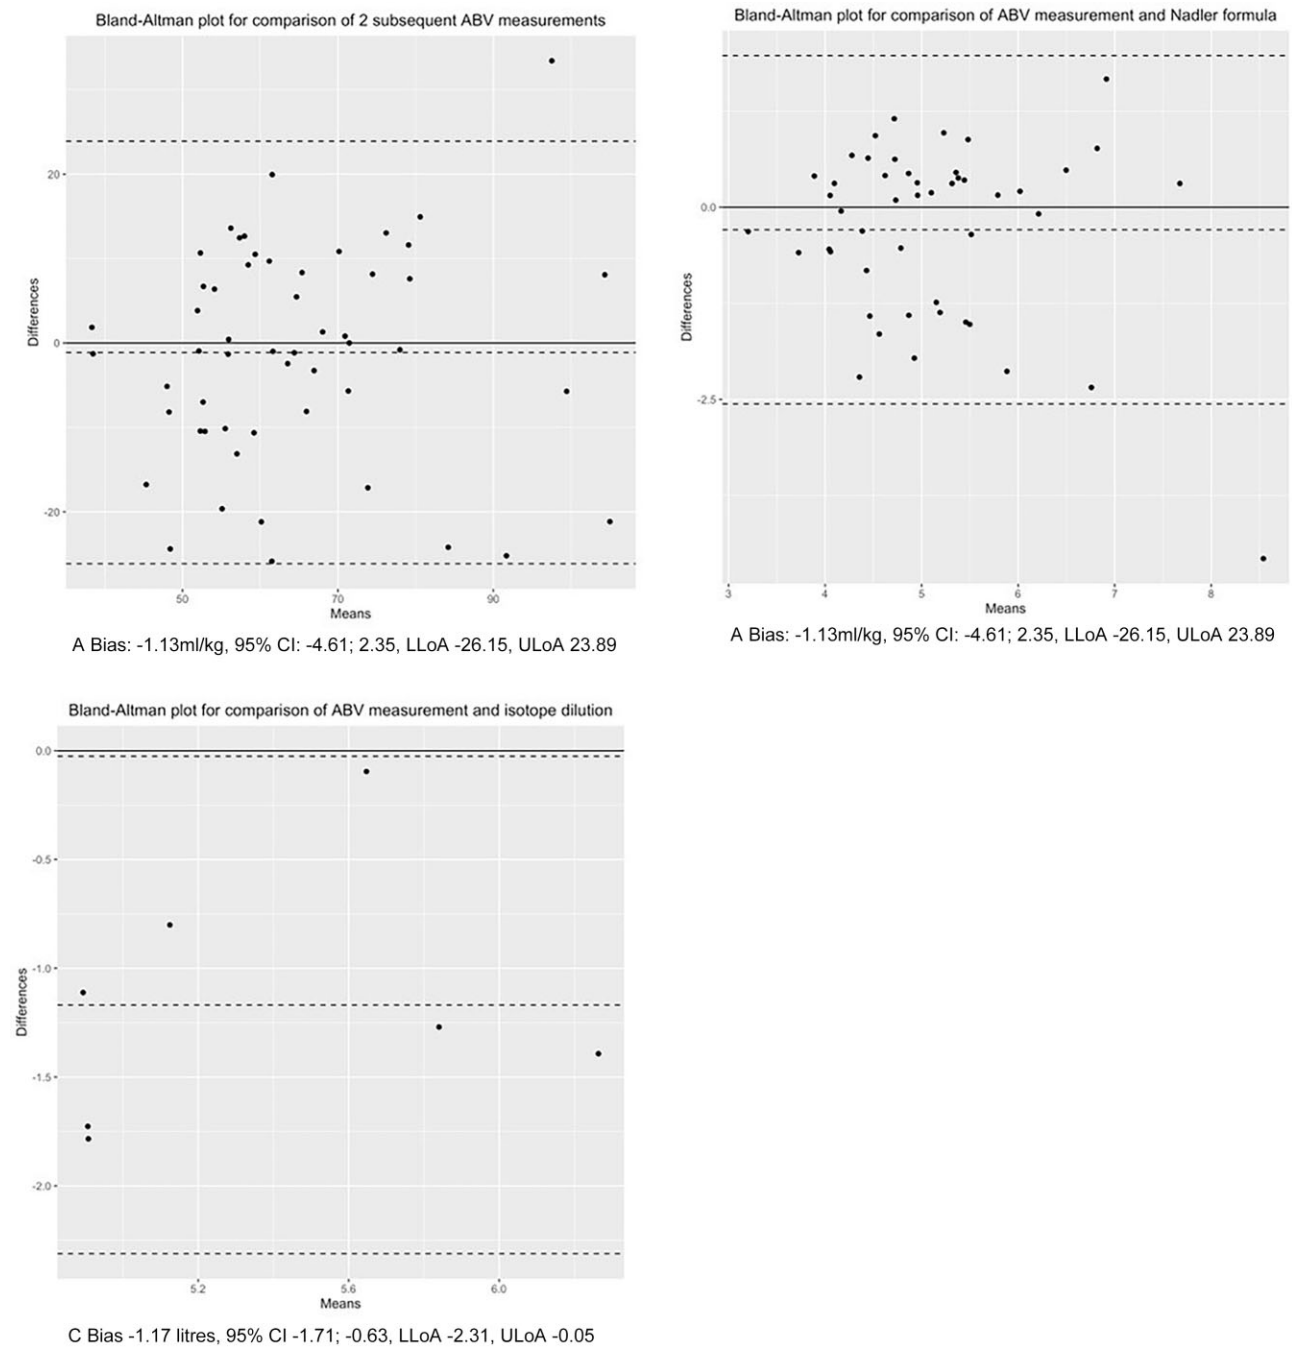 Bland-Altman plot for comparison of 2 subsequent ABV measurements
Differences
20
0
-20
50 70 90
Means
A Bias: -1.13ml/kg, 95% CI: -4.61; 2.35, LLoA -26.15, ULoA 23.89
Bland-Altman plot for comparison of ABV measurement and Nadler formula
Differences
0.0
-2.5
3 4 5 6 7 8
Means
A Bias: -1.13ml/kg, 95% CI: -4.61; 2.35, LLoA -26.15, ULoA 23.89
Bland-Altman plot for comparison of ABV measurement and isotope dilution
Differences
0.0
-0.5
-1.0
-1.5
-2.0
5.2 5.6 6.0
Means
C Bias -1.17 litres, 95% CI -1.71; -0.63, LLoA -2.31, ULoA -0.05